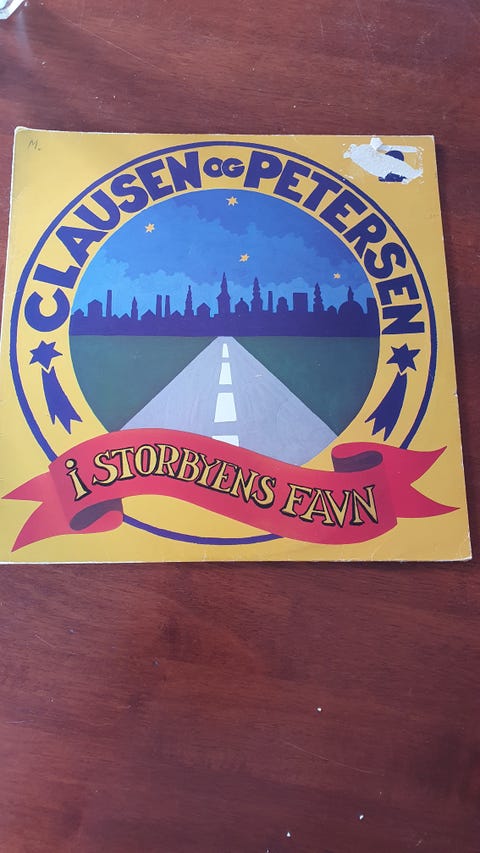 M.
CLAUSEN OG PETERSEN
i STORBYENS FAVN